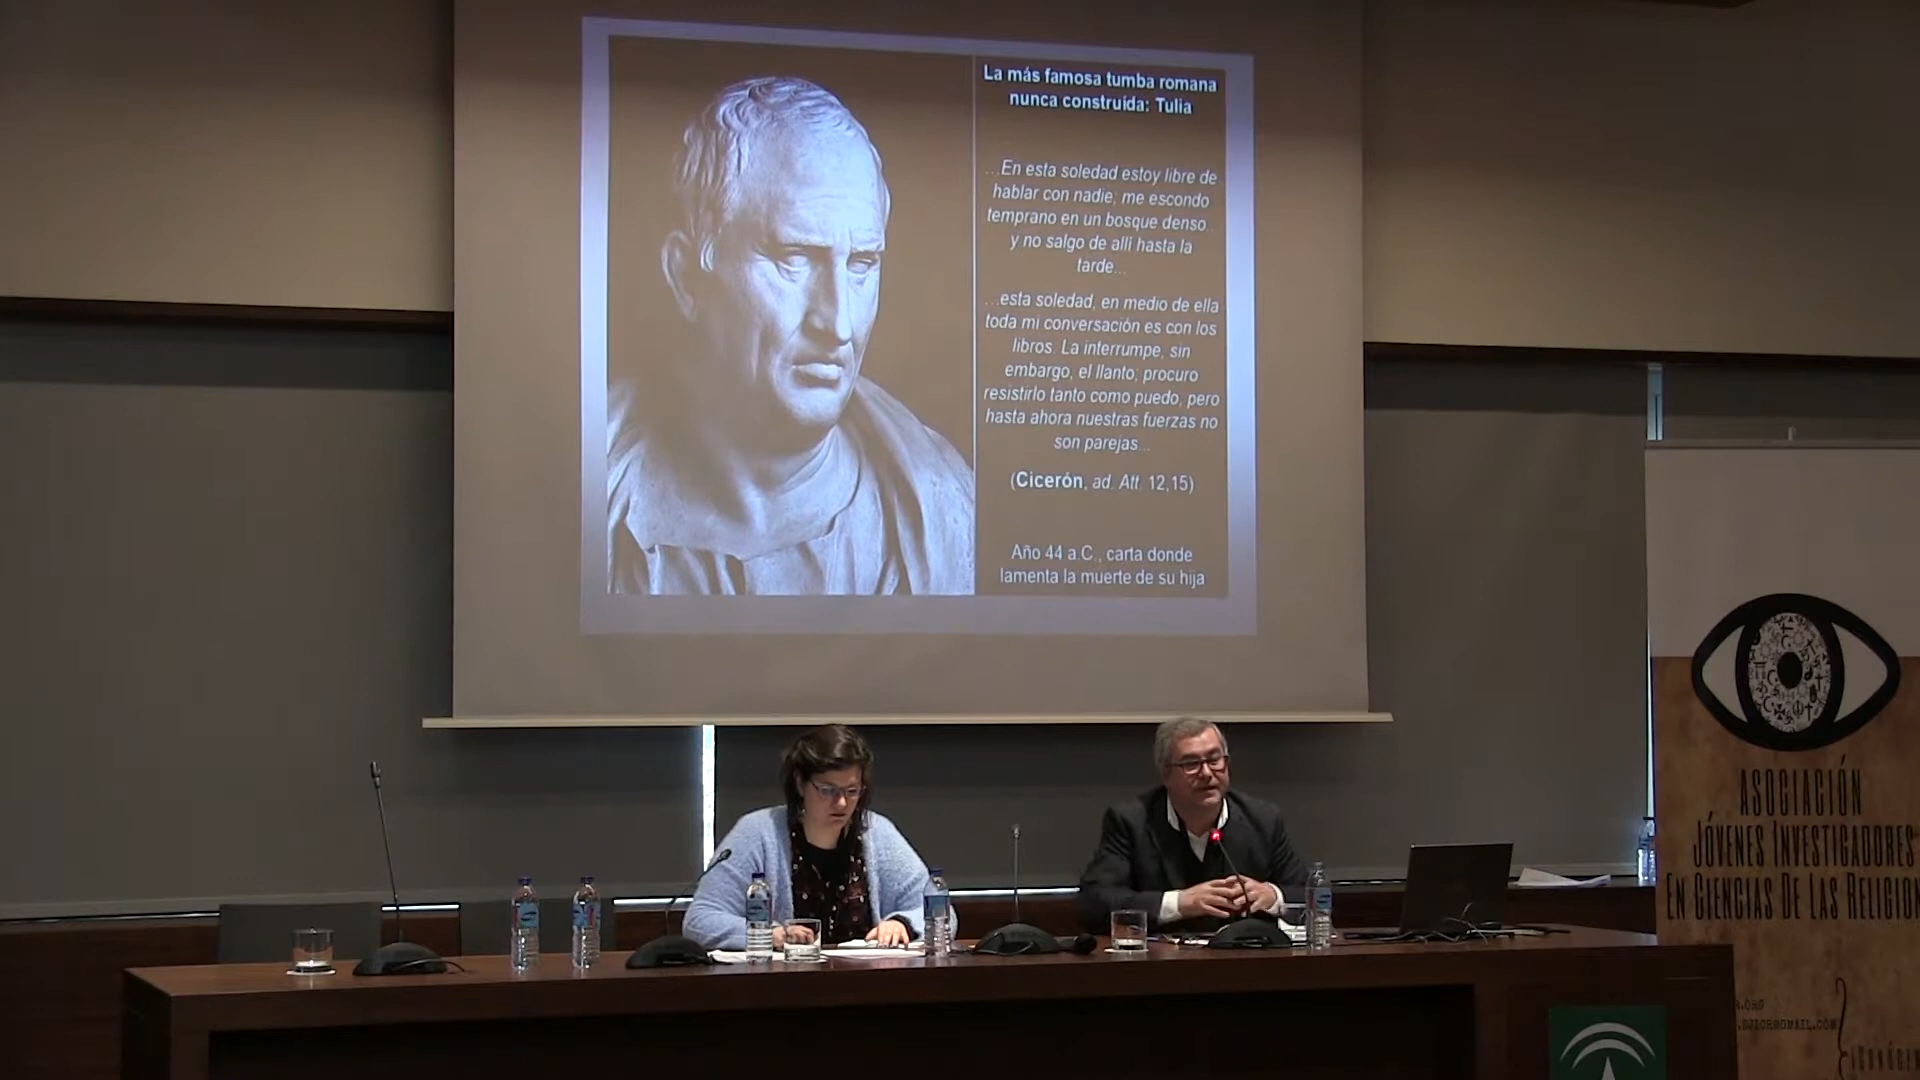 La más famosa tumba romana
nunca construída: Tulia
...En esta soledad estoy libre de
hablar con nadie; me escondo
temprano en un bosque denso..
y no salgo de alli hasta la
tarde...
...esta soledad, en medio de ella
toda mi conversación es con los
libros. La interrumpe, sin
embargo, el llanto; procuro
resistirlo tanto como puedo, pero
hasta ahora nuestras fuerzas no
son parejas...
(Cicerón, ad. Att. 12,15)
Año 44 a.C., carta donde
lamenta la muerte de su hija
ASOCIACIÓN
JÓVENES INVESTIGADORES
EN CIENCIAS DE LAS RELIGION